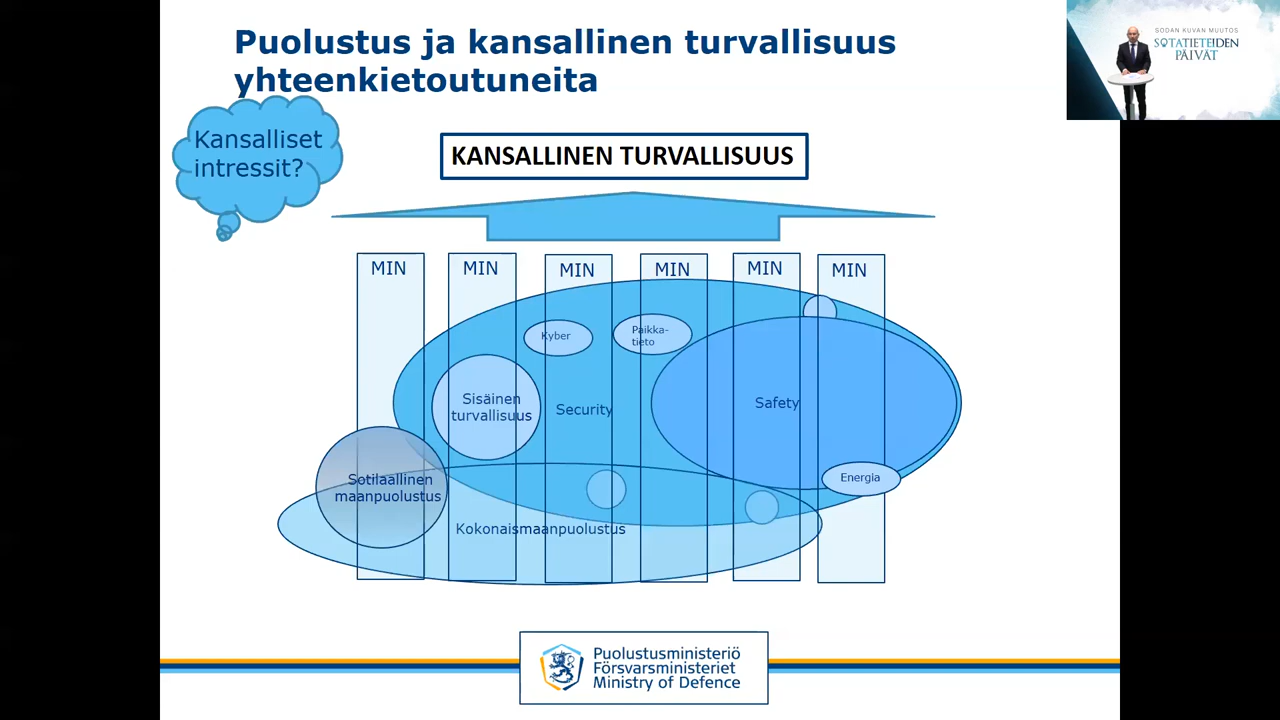 Puolustus ja kansallinen turvallisuus
yhteenkietoutuneita
SODAN KUVAN MUUTOS
SOTATIETEIDEN
PÄIVÄT
Kansalliset
intressit?
KANSALLINEN TURVALLISUUS
MIN MIN MIN MIN MIN MIN
Kyber
Paikka-
tieto
Sisäinen
turvallisuus
Security
Safety
Sotilaallinen
maanpuolustus
Energia
Kokonaismaanpuolustus
Puolustusministeriö
Försvarsministeriet
Ministry of Defence